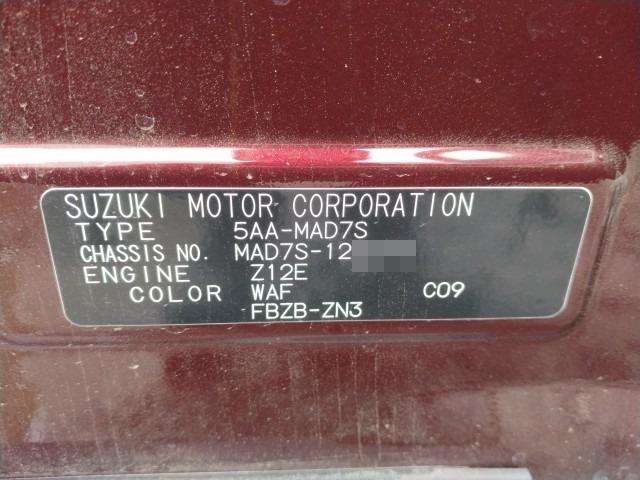 SUZUKI MOTOR CORPORATION
TYPE 5AA-MAD7S
CHASSIS NO. MAD7S-12
ENGINE Z12E
COLOR WAF C09
FBZB-ZN3